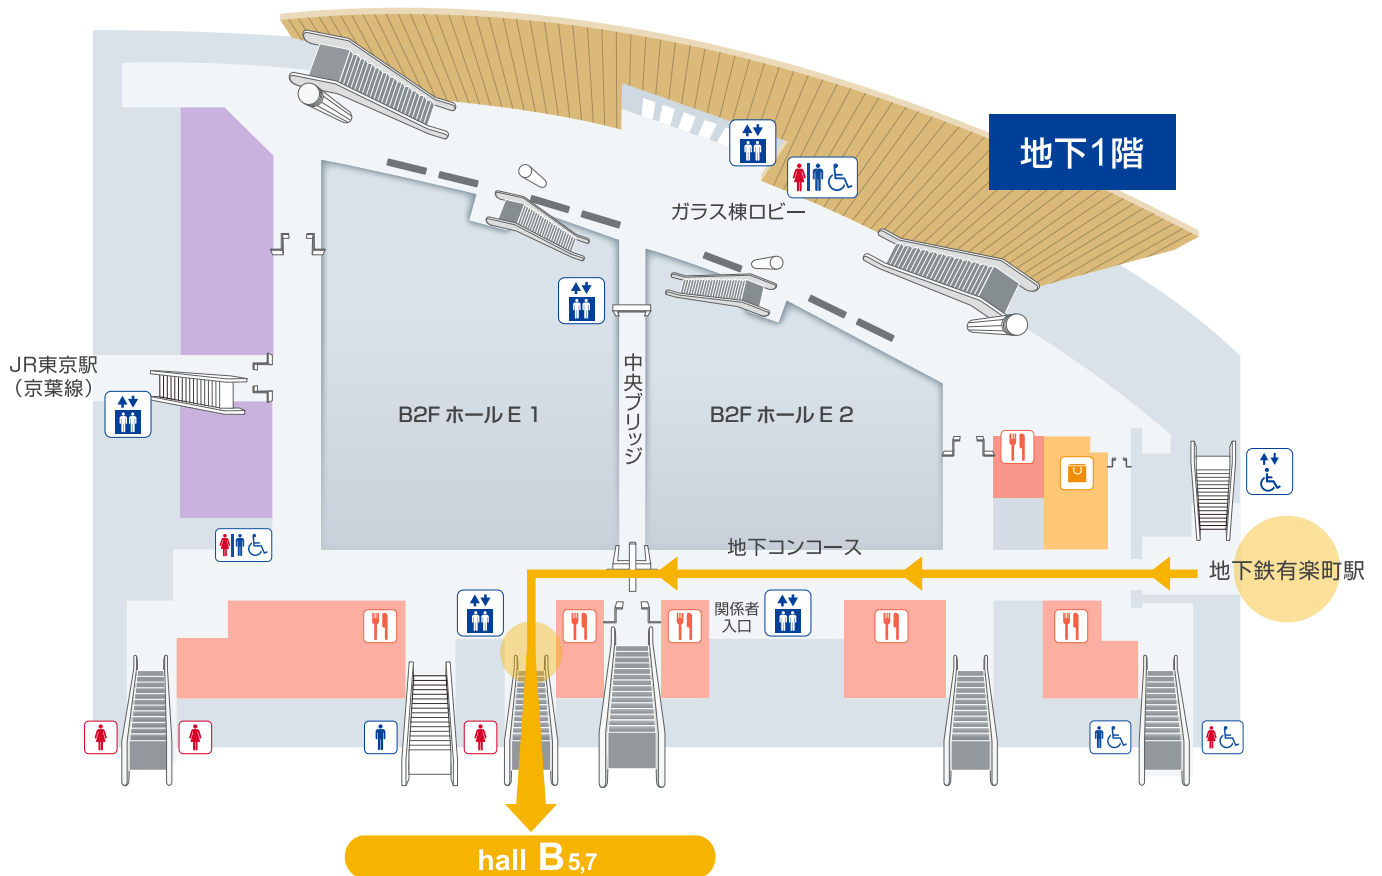 地下1階
ガラス棟ロビー
JR東京駅
（京葉線）
中央ブリッジ
B2F ホール E 1
B2F ホール E 2
地下コンコース
地下鉄有楽町駅
関係者
入口
hall B5,7